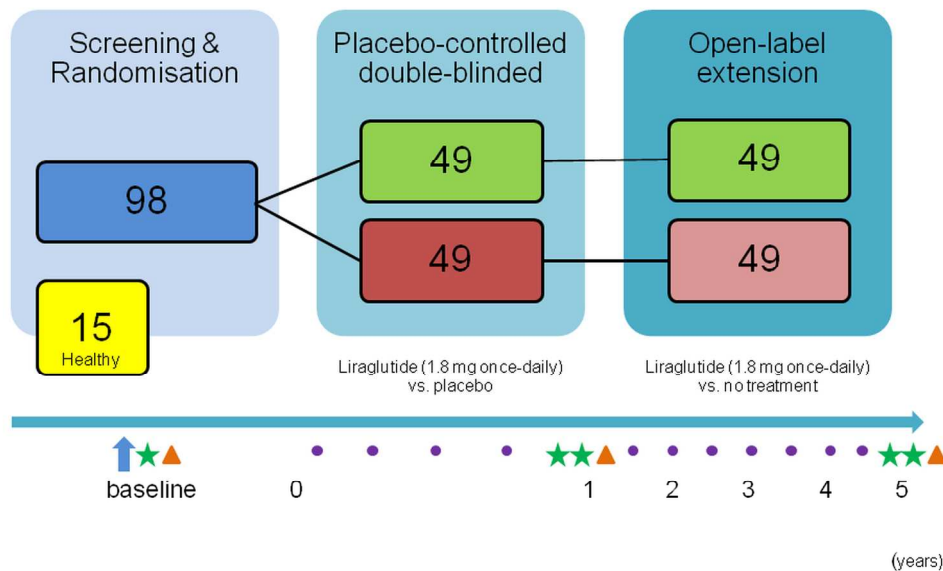 Screening &
Randomisation
Placebo-controlled
double-blinded
Open-label
extension
98
49
49
49
49
15
Healthy
Liraglutide (1.8 mg once-daily)
vs. placebo
Liraglutide (1.8 mg once-daily)
vs. no treatment
baseline 0 1 2 3 4 5
(years)